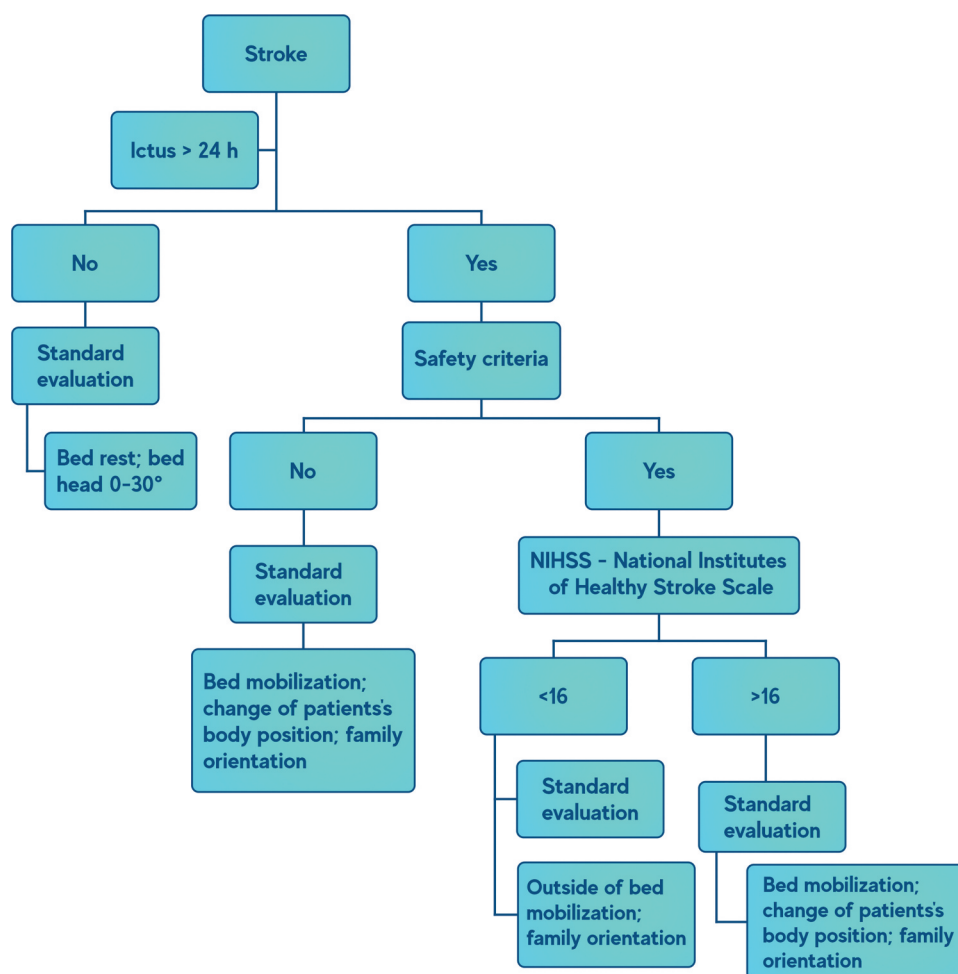 Stroke
Ictus > 24 h
No
Yes
Standard
evaluation
Safety criteria
Bed rest; bed
head 0-30°
No
Yes
Standard
evaluation
NIHSS - National Institutes
of Healthy Stroke Scale
Bed mobilization;
change of patients's
body position; family
orientation
<16
>16
Standard
evaluation
Standard
evaluation
Outside of bed
mobilization;
family orientation
Bed mobilization;
change of patients's
body position; family
orientation